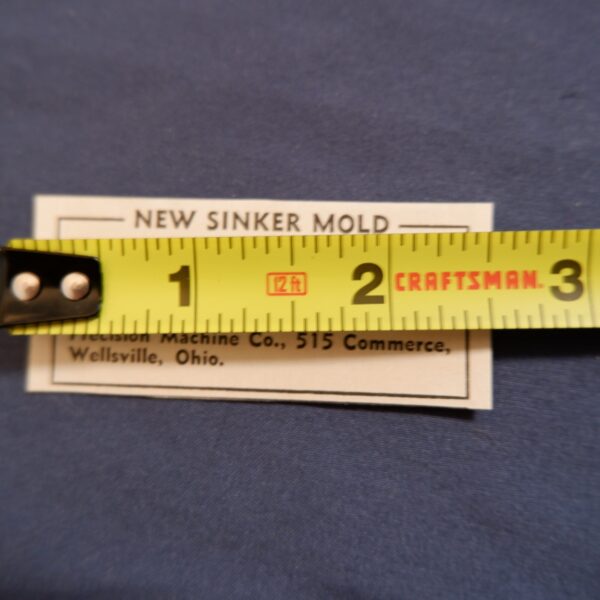 NEW SINKER MOLD
1 12 ft 2 CRAFTSMAN 3
Precision Machine Co., 515 Commerce,
Wellsville, Ohio.